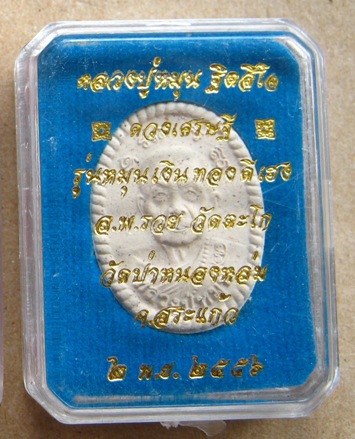 หลวงปู่หมุน ฐิตสีโล
ดวงเศรษฐี
รุ่นหมุนเงินทองดีเฮง
ล.พ.รวย วัดตะโก
วัดป่าหนองหล่ม
จ.สระแก้ว
๒ พ.ย. ๒๕๕๖